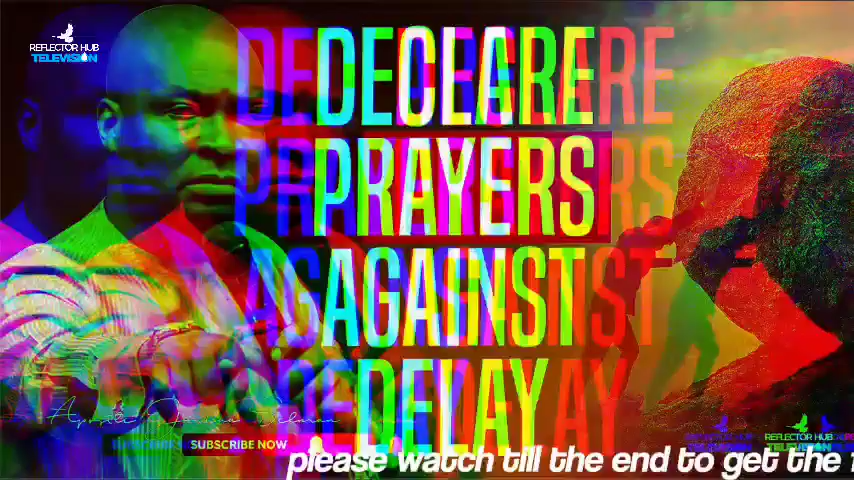 REFLECTOR HUB
TELEVISION
DECLARE
PRAYERS
AGAINST
DELAY
SUBSCRIBE NOW
REFLECTOR HUB
please watch till the end to get the